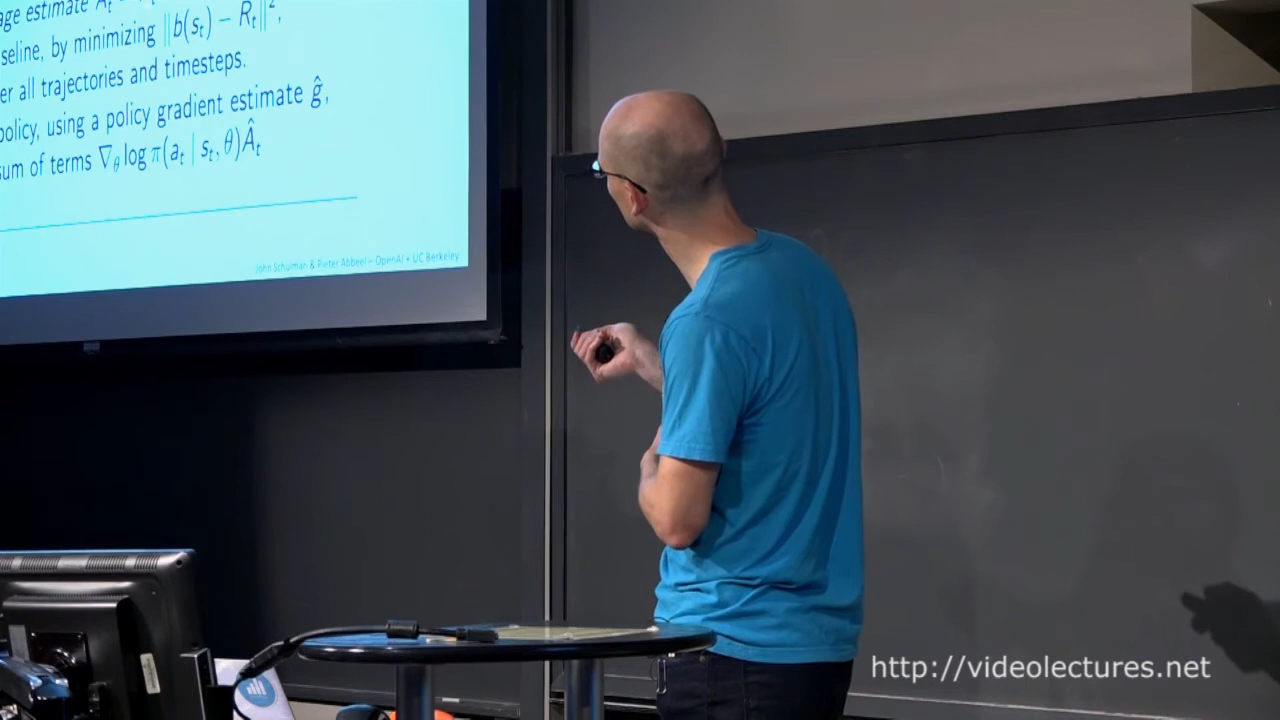 age estimate Â_t =
seline, by minimizing ‖b(s_t) − R_t‖²,
er all trajectories and timesteps.
policy, using a policy gradient estimate ĝ,
sum of terms ∇_θ log π(a_t | s_t, θ)Â_t
John Schulman & Pieter Abbeel – OpenAI + UC Berkeley
http://videolectures.net